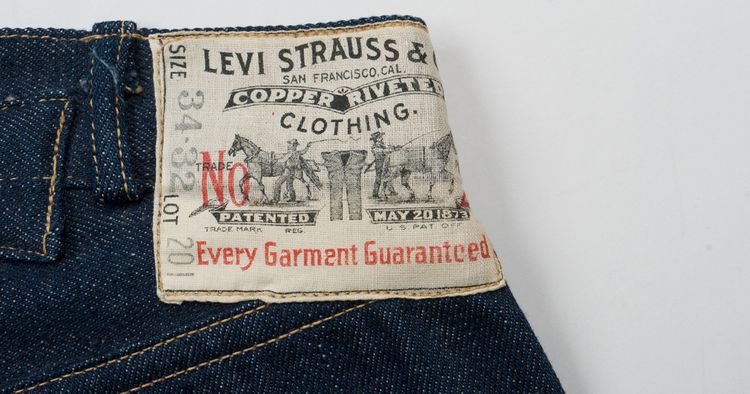 LEVI STRAUSS &
SAN FRANCISCO, CAL.
COPPER RIVETED
CLOTHING.
TRADE
No.
PATENTED
MAY 20 1873
TRADE MARK REG.
U.S. PAT OFF
Every Garment Guaranteed
SIZE 34-32
LOT 20